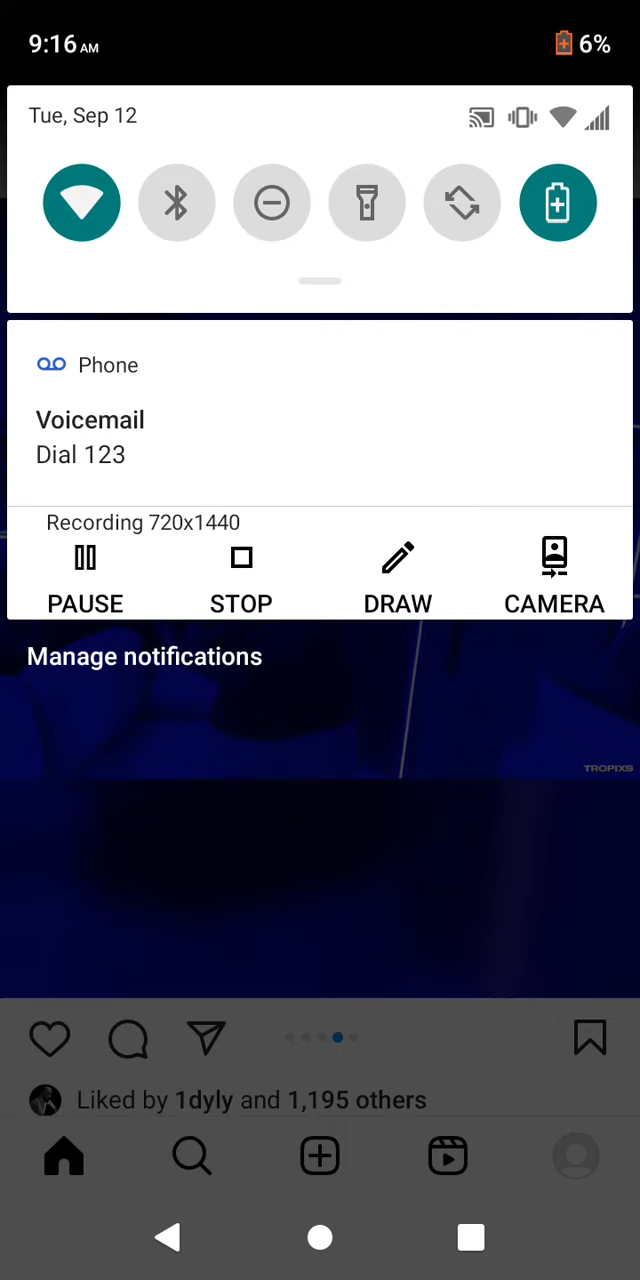 9:16 AM 6%
Tue, Sep 12
Phone
Voicemail
Dial 123
Recording 720x1440
PAUSE STOP DRAW CAMERA
Manage notifications
TROPIXS
Liked by 1dyly and 1,195 others